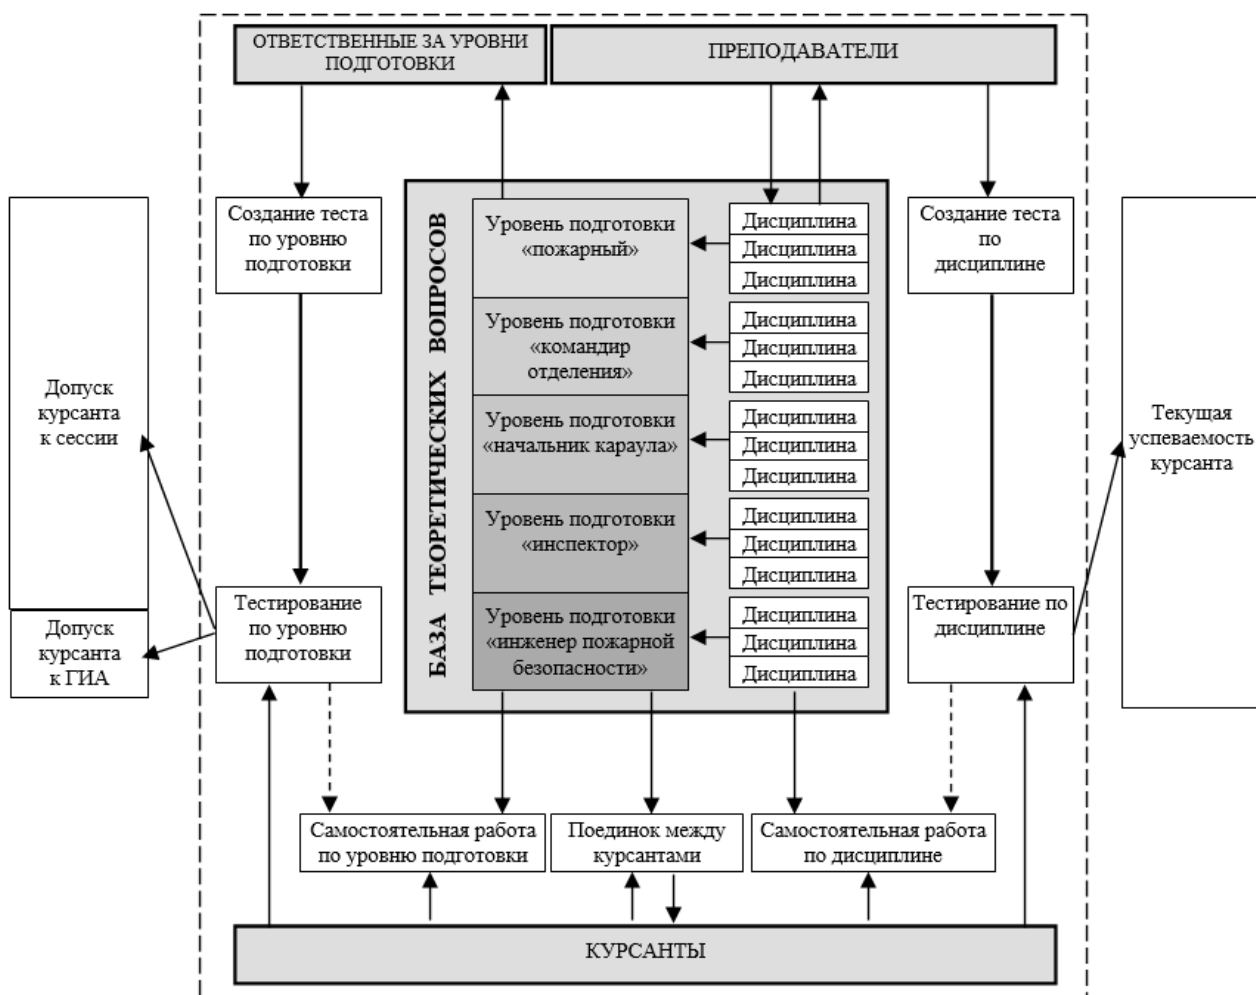 ОТВЕТСТВЕННЫЕ ЗА УРОВНИ
ПОДГОТОВКИ
ПРЕПОДАВАТЕЛИ
Создание теста
по уровню
подготовки
БАЗА ТЕОРЕТИЧЕСКИХ ВОПРОСОВ
Уровень подготовки
«пожарный»
Дисциплина
Дисциплина
Дисциплина
Уровень подготовки
«командир
отделения»
Дисциплина
Дисциплина
Дисциплина
Уровень подготовки
«начальник караула»
Дисциплина
Дисциплина
Дисциплина
Уровень подготовки
«инспектор»
Дисциплина
Дисциплина
Дисциплина
Уровень подготовки
«инженер пожарной
безопасности»
Дисциплина
Дисциплина
Дисциплина
Создание теста
по
дисциплине
Допуск
курсанта
к сессии
Текущая
успеваемость
курсанта
Допуск
курсанта
к ГИА
Тестирование
по уровню
подготовки
Тестирование по
дисциплине
Самостоятельная работа
по уровню подготовки
Поединок между
курсантами
Самостоятельная работа
по дисциплине
КУРСАНТЫ